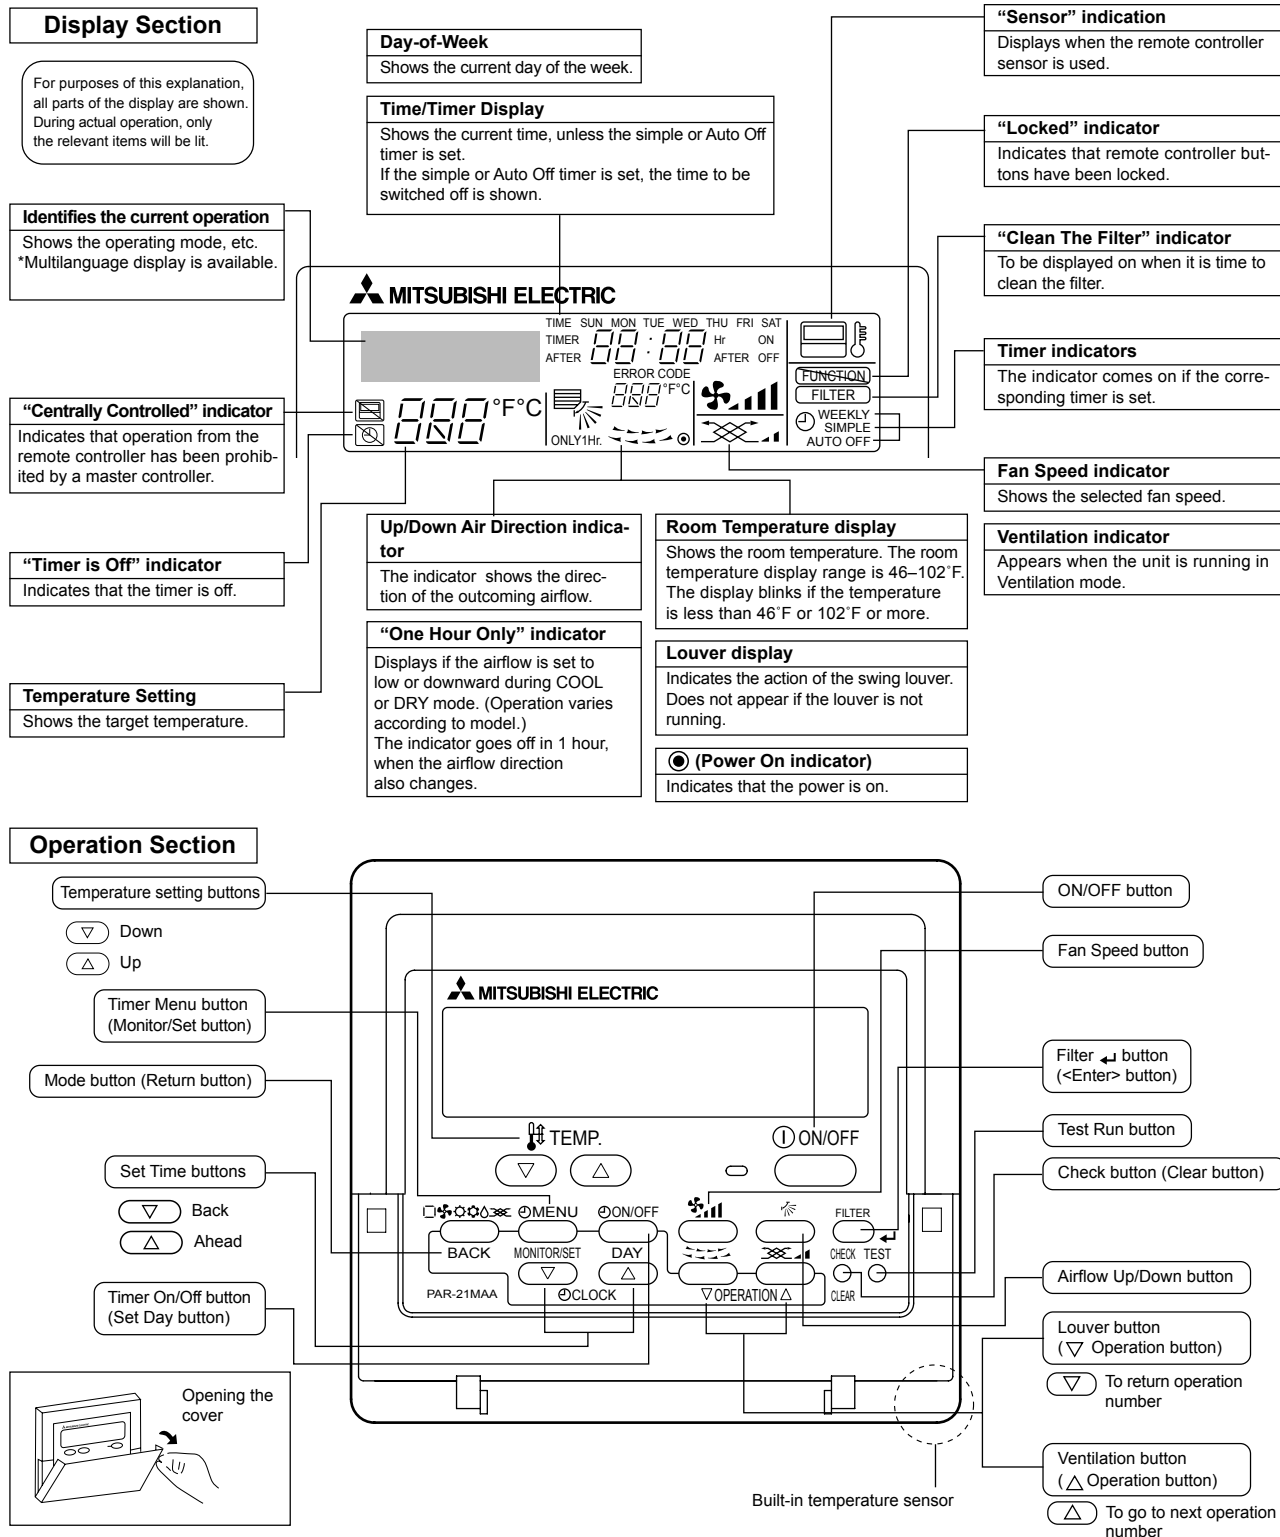 Display Section
For purposes of this explanation,
all parts of the display are shown.
During actual operation, only
the relevant items will be lit.
Day-of-Week
Shows the current day of the week.
Time/Timer Display
Shows the current time, unless the simple or Auto Off
timer is set.
If the simple or Auto Off timer is set, the time to be
switched off is shown.
“Sensor” indication
Displays when the remote controller
sensor is used.
“Locked” indicator
Indicates that remote controller but-
tons have been locked.
“Clean The Filter” indicator
To be displayed on when it is time to
clean the filter.
Timer indicators
The indicator comes on if the corre-
sponding timer is set.
Fan Speed indicator
Shows the selected fan speed.
Ventilation indicator
Appears when the unit is running in
Ventilation mode.
Identifies the current operation
Shows the operating mode, etc.
*Multilanguage display is available.
“Centrally Controlled” indicator
Indicates that operation from the
remote controller has been prohib-
ited by a master controller.
“Timer is Off” indicator
Indicates that the timer is off.
Temperature Setting
Shows the target temperature.
MITSUBISHI ELECTRIC
TIME SUN MON TUE WED THU FRI SAT
TIMER 88:88 Hr ON
AFTER AFTER OFF
ERROR CODE
888 °F°C
888 °F°C
ONLY1Hr.
FUNCTION
FILTER
WEEKLY
SIMPLE
AUTO OFF
Up/Down Air Direction indica-
tor
The indicator shows the direc-
tion of the outcoming airflow.
“One Hour Only” indicator
Displays if the airflow is set to
low or downward during COOL
or DRY mode. (Operation varies
according to model.)
The indicator goes off in 1 hour,
when the airflow direction
also changes.
Room Temperature display
Shows the room temperature. The room
temperature display range is 46–102˚F.
The display blinks if the temperature
is less than 46˚F or 102˚F or more.
Louver display
Indicates the action of the swing louver.
Does not appear if the louver is not
running.
◉ (Power On indicator)
Indicates that the power is on.
Operation Section
Temperature setting buttons
▽ Down
△ Up
Timer Menu button
(Monitor/Set button)
Mode button (Return button)
Set Time buttons
▽ Back
△ Ahead
Timer On/Off button
(Set Day button)
Opening the
cover
MITSUBISHI ELECTRIC
TEMP.
ON/OFF
▽ △
MENU ON/OFF FILTER
BACK MONITOR/SET DAY CHECK TEST
▽ △
PAR-21MAA CLOCK ▽ OPERATION △ CLEAR
ON/OFF button
Fan Speed button
Filter ↵ button
(<Enter> button)
Test Run button
Check button (Clear button)
Airflow Up/Down button
Louver button
(▽ Operation button)
▽ To return operation
number
Ventilation button
(△ Operation button)
△ To go to next operation
number
Built-in temperature sensor